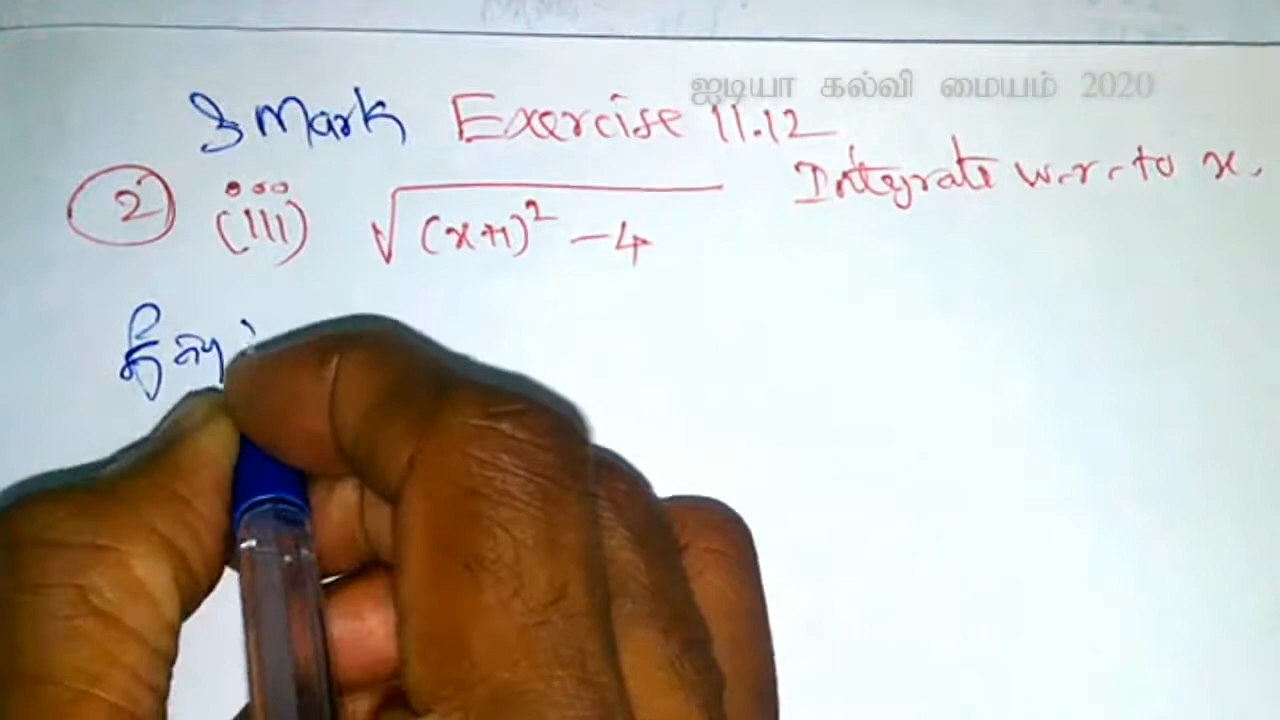 ஐடியா கல்வி மையம் 2020
3 Mark Exercise 11.12
Integrate w.r.to x.
2 (iii) √(x+1)² - 4
தீர்வு